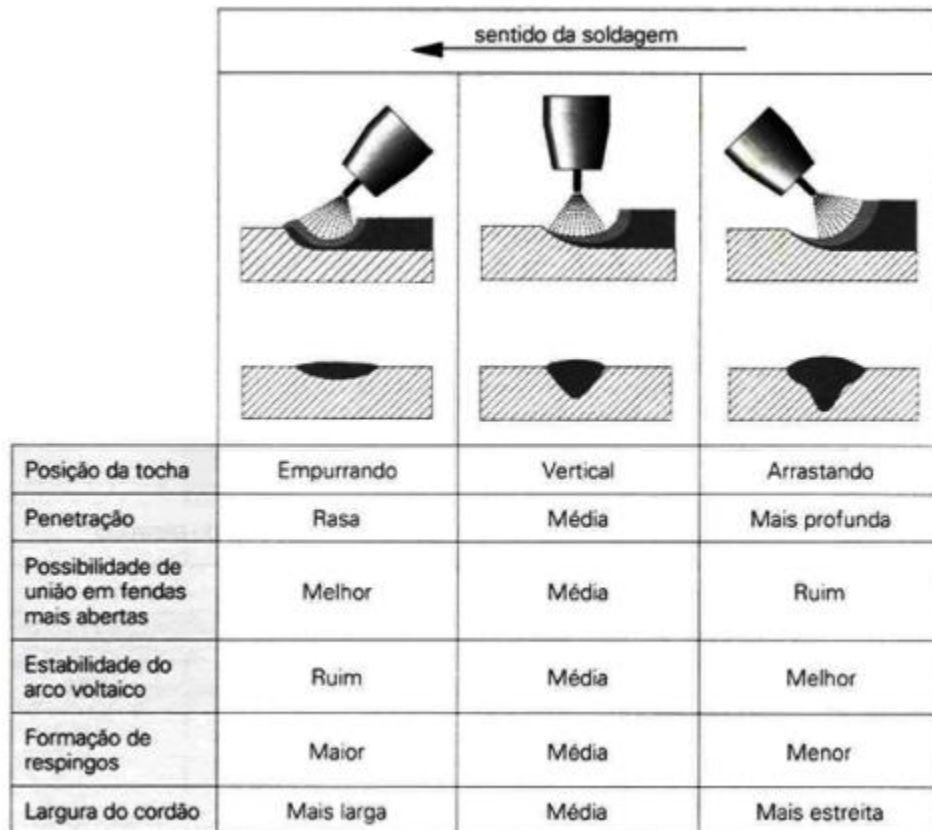 sentido da soldagem
Posição da tocha Empurrando Vertical Arrastando
Penetração Rasa Média Mais profunda
Possibilidade de
união em fendas
mais abertas
Melhor Média Ruim
Estabilidade do
arco voltaico
Ruim Média Melhor
Formação de
respingos
Maior Média Menor
Largura do cordão Mais larga Média Mais estreita